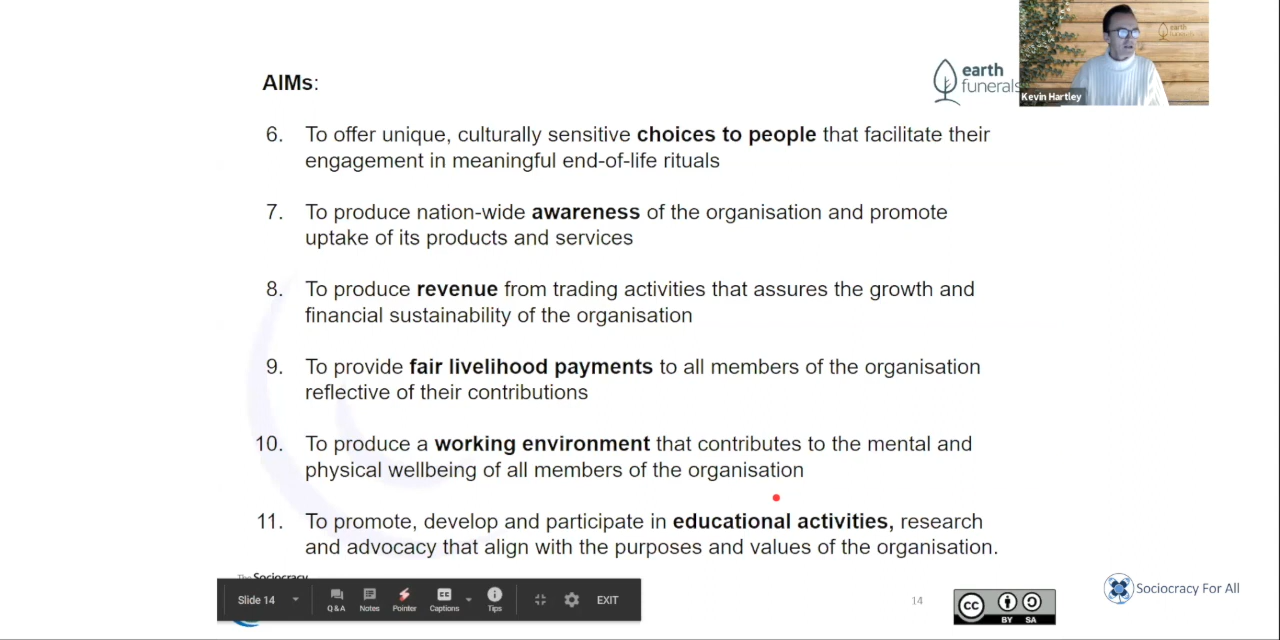 AIMs:
earth
funerals
Kevin Hartley
6. To offer unique, culturally sensitive choices to people that facilitate their
engagement in meaningful end-of-life rituals
7. To produce nation-wide awareness of the organisation and promote
uptake of its products and services
8. To produce revenue from trading activities that assures the growth and
financial sustainability of the organisation
9. To provide fair livelihood payments to all members of the organisation
reflective of their contributions
10. To produce a working environment that contributes to the mental and
physical wellbeing of all members of the organisation
11. To promote, develop and participate in educational activities, research
and advocacy that align with the purposes and values of the organisation.
The Sociocracy
Slide 14
Q&A
Notes
Pointer
CC
Captions
Tips
EXIT
14
cc
BY SA
Sociocracy For All